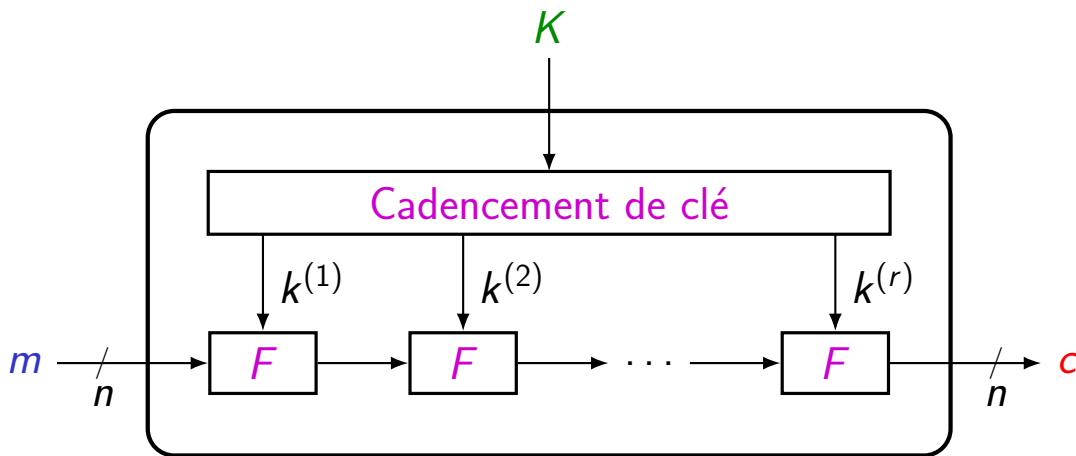 K
Cadencement de clé
k^(1) k^(2) k^(r)
m F F ··· F c
n n